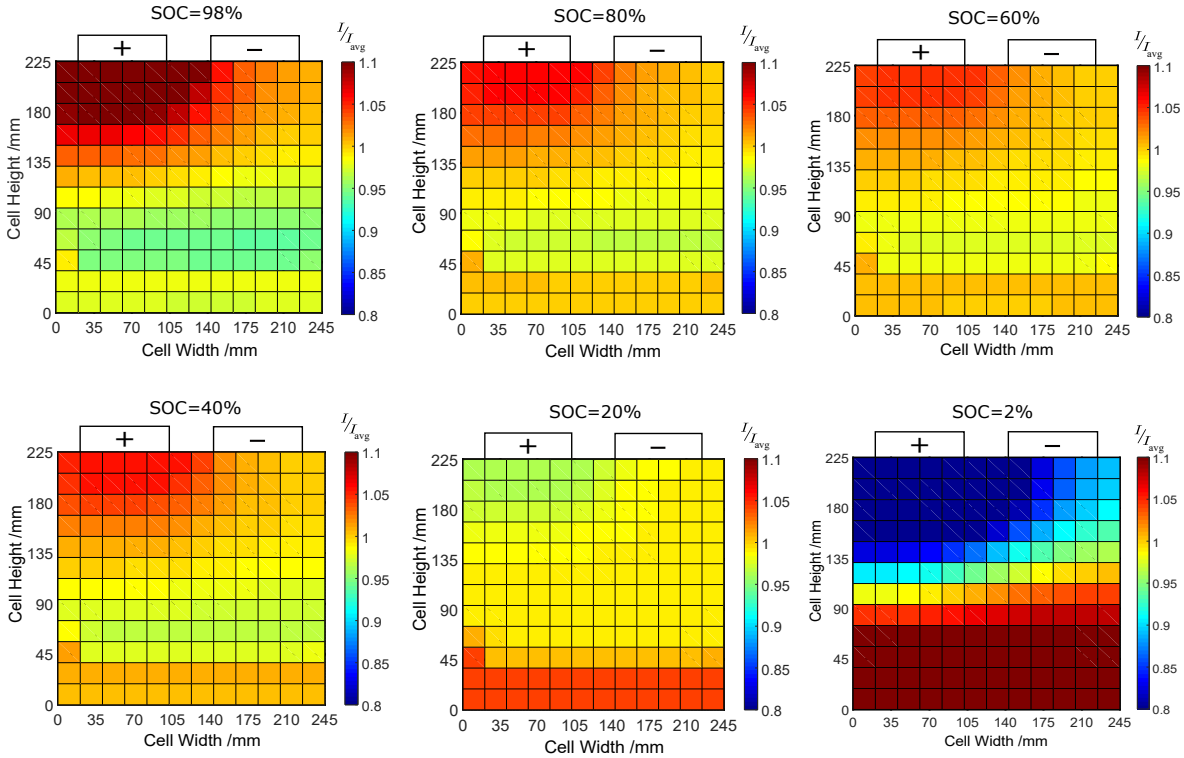 SOC=98%
+ −
I/Iavg
225
180
135
90
45
0
Cell Height /mm
0 35 70 105 140 175 210 245
Cell Width /mm
1.1
1.05
1
0.95
0.9
0.85
0.8
SOC=80%
+ −
I/Iavg
225
180
135
90
45
0
Cell Height /mm
0 35 70 105 140 175 210 245
Cell Width /mm
1.1
1.05
1
0.95
0.9
0.85
0.8
SOC=60%
+ −
I/Iavg
225
180
135
90
45
0
Cell Height /mm
0 35 70 105 140 175 210 245
Cell Width /mm
1.1
1.05
1
0.95
0.9
0.85
0.8
SOC=40%
+ −
I/Iavg
225
180
135
90
45
0
Cell Height /mm
0 35 70 105 140 175 210 245
Cell Width /mm
1.1
1.05
1
0.95
0.9
0.85
0.8
SOC=20%
+ −
I/Iavg
225
180
135
90
45
0
Cell Height /mm
0 35 70 105 140 175 210 245
Cell Width /mm
1.1
1.05
1
0.95
0.9
0.85
0.8
SOC=2%
+ −
I/Iavg
225
180
135
90
45
0
Cell Height /mm
0 35 70 105 140 175 210 245
Cell Width /mm
1.1
1.05
1
0.95
0.9
0.85
0.8